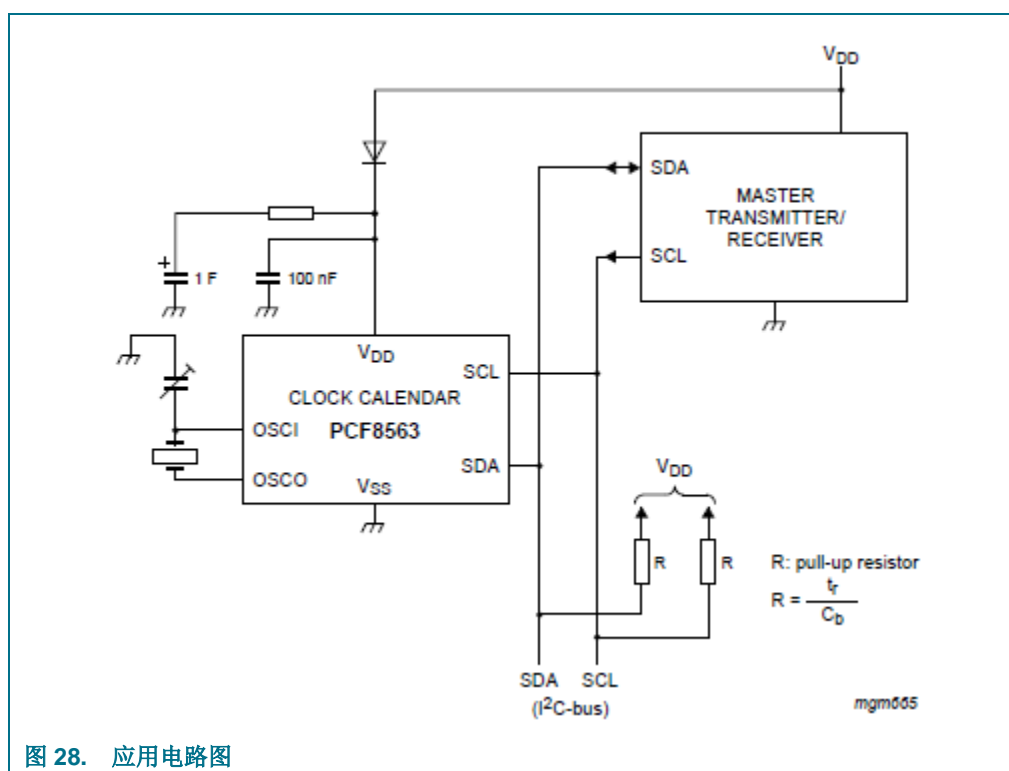 VDD
SDA
MASTER
TRANSMITTER/
RECEIVER
SCL
+
1 F
100 nF
VDD
SCL
CLOCK CALENDAR
PCF8563
OSCI
SDA
OSCO
VSS
VDD
R
R
R: pull-up resistor
R = tr / Cb
SDA SCL
(I²C-bus)
mgm665
图 28. 应用电路图